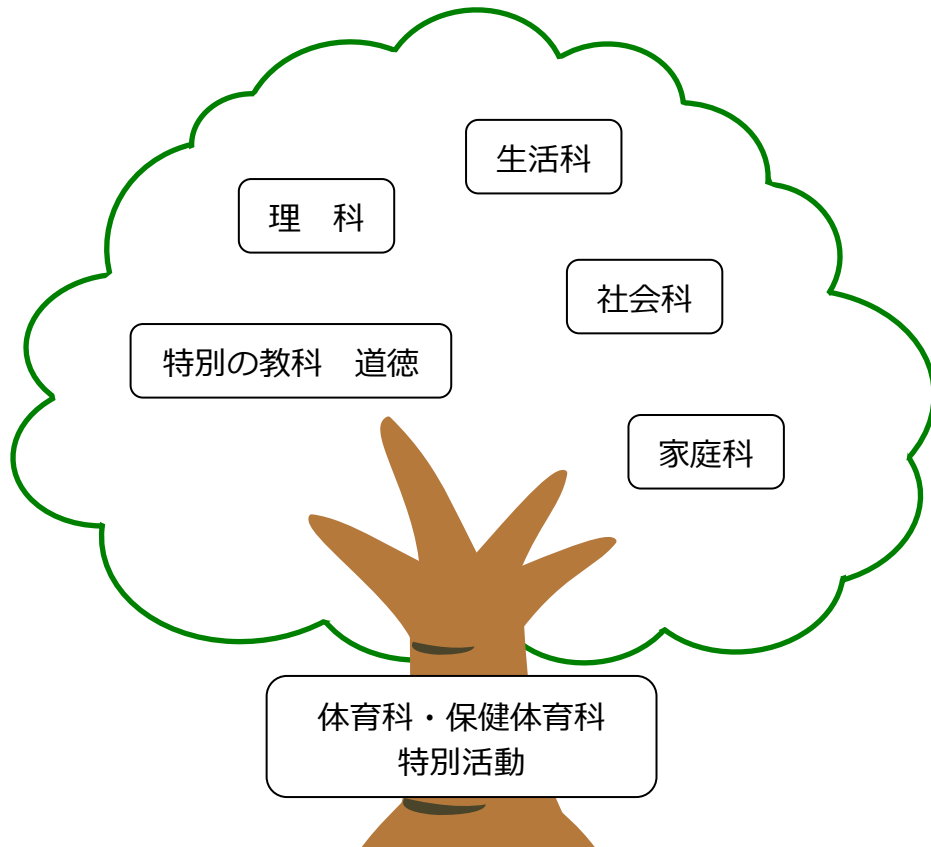 生活科
理　科
社会科
特別の教科　道徳
家庭科
体育科・保健体育科
特別活動